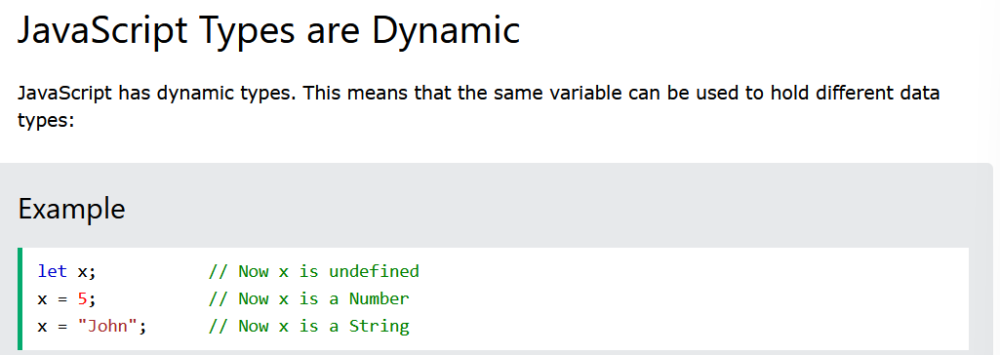 JavaScript Types are Dynamic
JavaScript has dynamic types. This means that the same variable can be used to hold different data
types:
Example
let x;           // Now x is undefined
x = 5;           // Now x is a Number
x = "John";      // Now x is a String